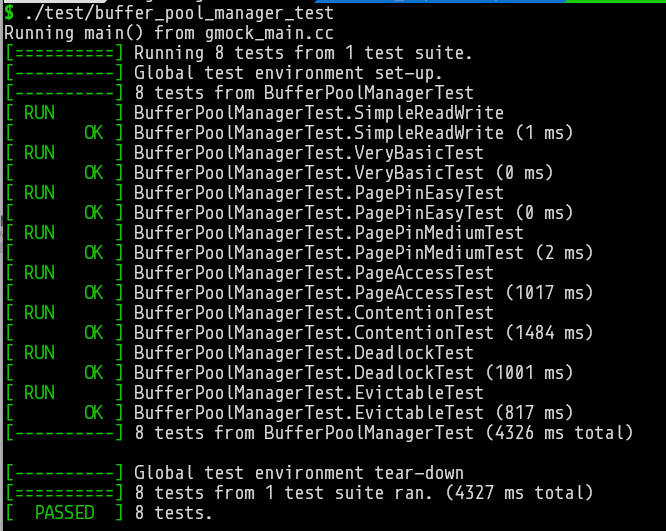 $ ./test/buffer_pool_manager_test
Running main() from gmock_main.cc
[==========] Running 8 tests from 1 test suite.
[----------] Global test environment set-up.
[----------] 8 tests from BufferPoolManagerTest
[ RUN      ] BufferPoolManagerTest.SimpleReadWrite
[       OK ] BufferPoolManagerTest.SimpleReadWrite (1 ms)
[ RUN      ] BufferPoolManagerTest.VeryBasicTest
[       OK ] BufferPoolManagerTest.VeryBasicTest (0 ms)
[ RUN      ] BufferPoolManagerTest.PagePinEasyTest
[       OK ] BufferPoolManagerTest.PagePinEasyTest (0 ms)
[ RUN      ] BufferPoolManagerTest.PagePinMediumTest
[       OK ] BufferPoolManagerTest.PagePinMediumTest (2 ms)
[ RUN      ] BufferPoolManagerTest.PageAccessTest
[       OK ] BufferPoolManagerTest.PageAccessTest (1017 ms)
[ RUN      ] BufferPoolManagerTest.ContentionTest
[       OK ] BufferPoolManagerTest.ContentionTest (1484 ms)
[ RUN      ] BufferPoolManagerTest.DeadlockTest
[       OK ] BufferPoolManagerTest.DeadlockTest (1001 ms)
[ RUN      ] BufferPoolManagerTest.EvictableTest
[       OK ] BufferPoolManagerTest.EvictableTest (817 ms)
[----------] 8 tests from BufferPoolManagerTest (4326 ms total)

[----------] Global test environment tear-down
[==========] 8 tests from 1 test suite ran. (4327 ms total)
[  PASSED  ] 8 tests.